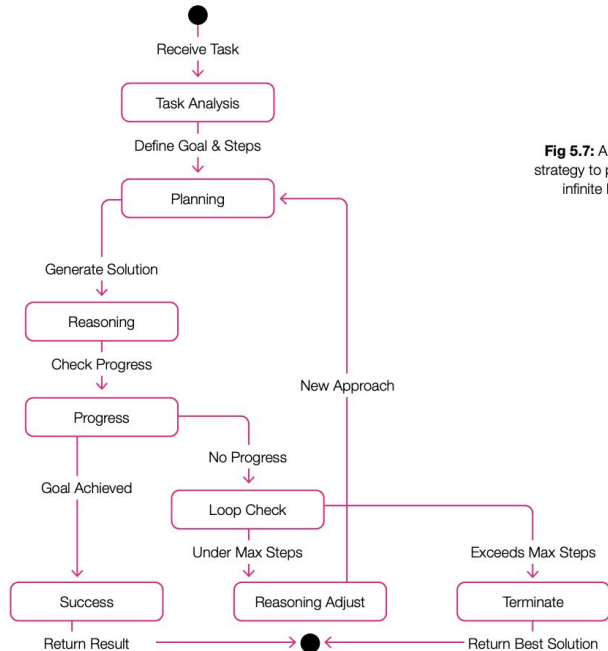 Receive Task
Task Analysis
Define Goal & Steps
Fig 5.7: A
strategy to p
infinite
Planning
Generate Solution
Reasoning
Check Progress
New Approach
Progress
No Progress
Goal Achieved
Loop Check
Under Max Steps
Exceeds Max Steps
Success
Reasoning Adjust
Terminate
Return Result
Return Best Solution